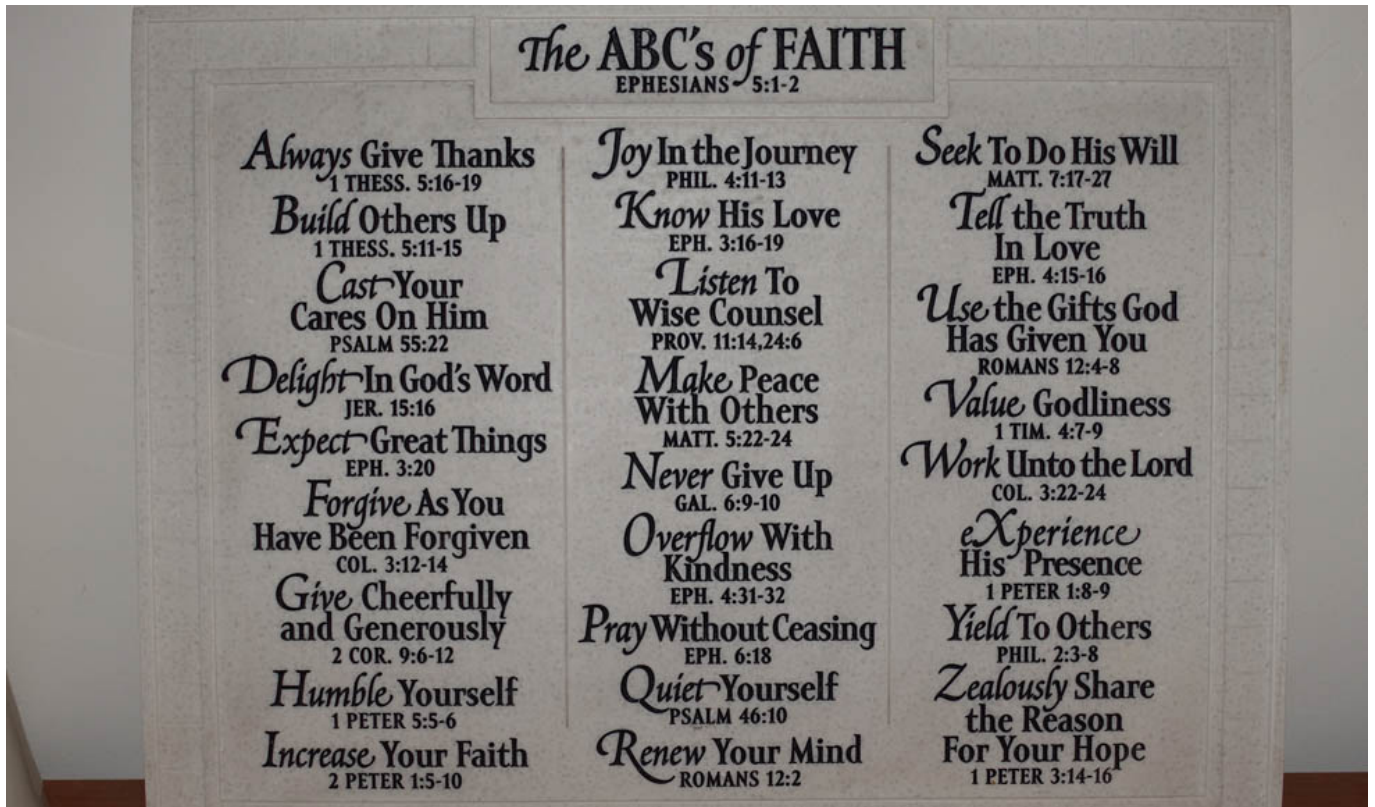 The ABC's of FAITH
EPHESIANS 5:1-2
Always Give Thanks
1 THESS. 5:16-19
Build Others Up
1 THESS. 5:11-15
Cast Your
Cares On Him
PSALM 55:22
Delight In God's Word
JER. 15:16
Expect Great Things
EPH. 3:20
Forgive As You
Have Been Forgiven
COL. 3:12-14
Give Cheerfully
and Generously
2 COR. 9:6-12
Humble Yourself
1 PETER 5:5-6
Increase Your Faith
2 PETER 1:5-10
Joy In the Journey
PHIL. 4:11-13
Know His Love
EPH. 3:16-19
Listen To
Wise Counsel
PROV. 11:14,24:6
Make Peace
With Others
MATT. 5:22-24
Never Give Up
GAL. 6:9-10
Overflow With
Kindness
EPH. 4:31-32
Pray Without Ceasing
EPH. 6:18
Quiet Yourself
PSALM 46:10
Renew Your Mind
ROMANS 12:2
Seek To Do His Will
MATT. 7:17-27
Tell the Truth
In Love
EPH. 4:15-16
Use the Gifts God
Has Given You
ROMANS 12:4-8
Value Godliness
1 TIM. 4:7-9
Work Unto the Lord
COL. 3:22-24
eXperience
His Presence
1 PETER 1:8-9
Yield To Others
PHIL. 2:3-8
Zealously Share
the Reason
For Your Hope
1 PETER 3:14-16